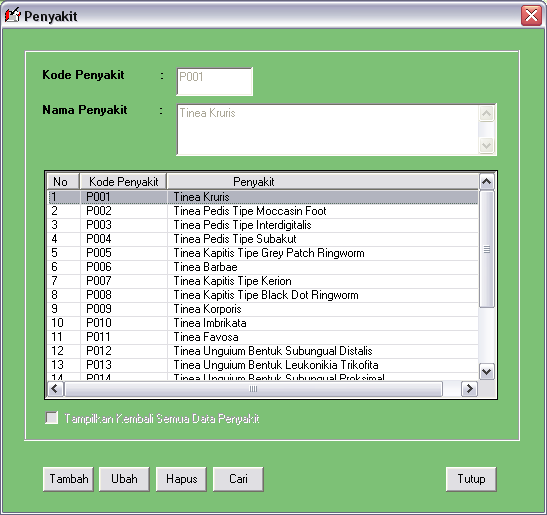 Penyakit
Kode Penyakit : P001
Nama Penyakit : Tinea Kruris
No Kode Penyakit Penyakit
1 P001 Tinea Kruris
2 P002 Tinea Pedis Tipe Moccasin Foot
3 P003 Tinea Pedis Tipe Interdigitalis
4 P004 Tinea Pedis Tipe Subakut
5 P005 Tinea Kapitis Tipe Grey Patch Ringworm
6 P006 Tinea Barbae
7 P007 Tinea Kapitis Tipe Kerion
8 P008 Tinea Kapitis Tipe Black Dot Ringworm
9 P009 Tinea Korporis
10 P010 Tinea Imbrikata
11 P011 Tinea Favosa
12 P012 Tinea Unguium Bentuk Subungual Distalis
13 P013 Tinea Unguium Bentuk Leukonikia Trikofita
14 P014 Tinea Unguium Bentuk Subungual Proksimal
Tampilkan Kembali Semua Data Penyakit
Tambah Ubah Hapus Cari Tutup